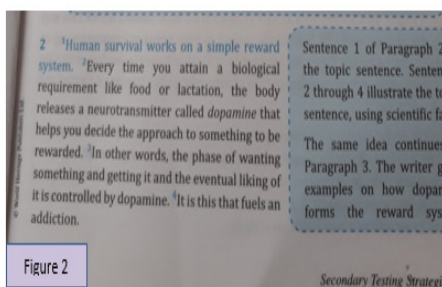 2 ¹Human survival works on a simple reward
system. ²Every time you attain a biological
requirement like food or lactation, the body
releases a neurotransmitter called dopamine that
helps you decide the approach to something to be
rewarded. ³In other words, the phase of wanting
something and getting it and the eventual liking of
it is controlled by dopamine. ⁴It is this that fuels an
addiction.
Sentence 1 of Paragraph 2
the topic sentence. Senten
2 through 4 illustrate the to
sentence, using scientific fa
The same idea continues
Paragraph 3. The writer g
examples on how dopar
forms the reward sys
Secondary Testing Strategi
Figure 2